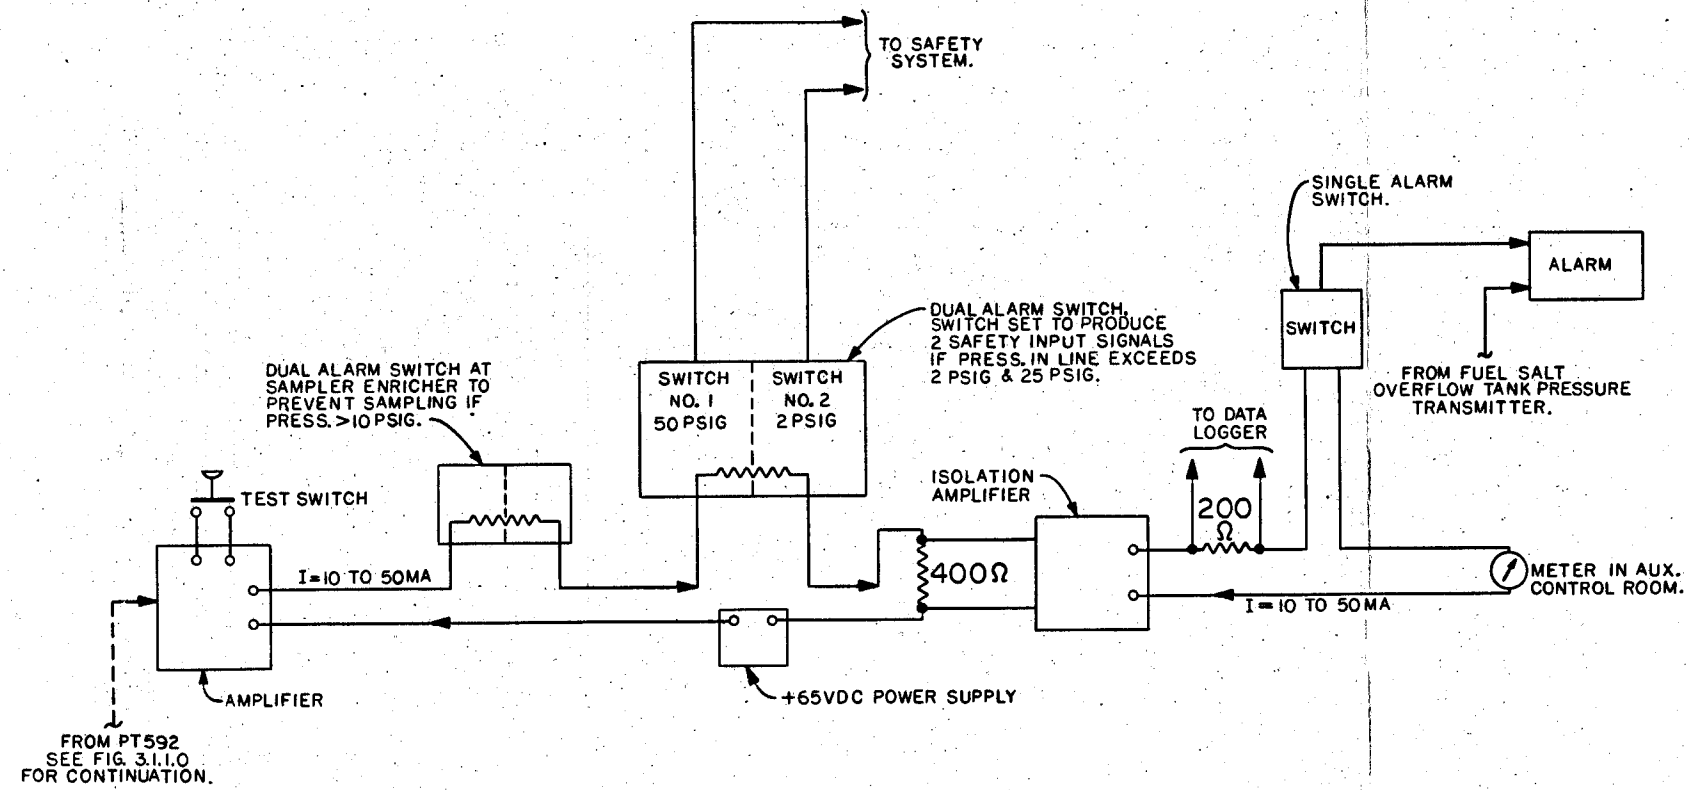 TO SAFETY
SYSTEM.
SINGLE ALARM
SWITCH.
ALARM
SWITCH
FROM FUEL SALT
OVERFLOW TANK PRESSURE
TRANSMITTER.
DUAL ALARM SWITCH.
SWITCH SET TO PRODUCE
2 SAFETY INPUT SIGNALS
IF PRESS. IN LINE EXCEEDS
2 PSIG & 25 PSIG.
DUAL ALARM SWITCH AT
SAMPLER ENRICHER TO
PREVENT SAMPLING IF
PRESS. >10 PSIG.
SWITCH
NO. 1
50 PSIG
SWITCH
NO. 2
2 PSIG
TO DATA
LOGGER
ISOLATION
AMPLIFIER
TEST SWITCH
200
Ω
I=10 TO 50MA
400Ω
METER IN AUX.
CONTROL ROOM.
I=10 TO 50MA
+65VDC POWER SUPPLY
AMPLIFIER
FROM PT592
SEE FIG. 3.1.1.0
FOR CONTINUATION.